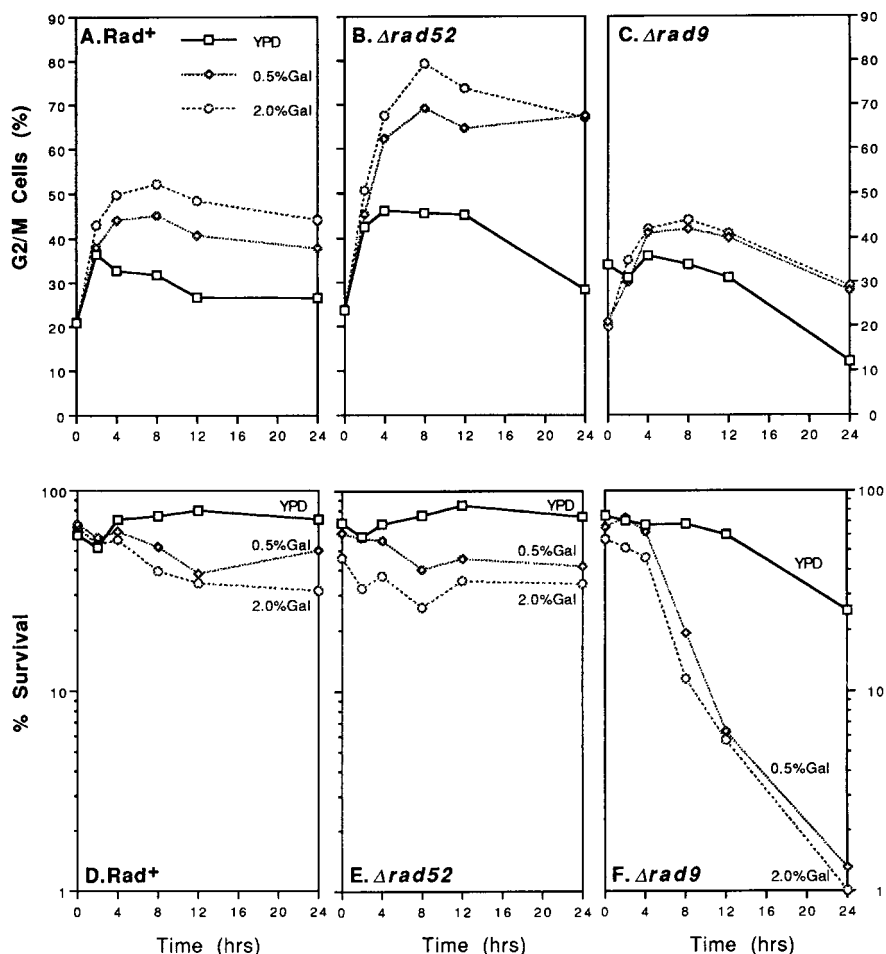 A.Rad+
YPD
0.5%Gal
2.0%Gal
B. Δrad52
C. Δrad9
G2/M Cells (%)
90
80
70
60
50
40
30
20
10
0
90
80
70
60
50
40
30
20
10
0
0 4 8 12 16 20 24
0 4 8 12 16 20 24
0 4 8 12 16 20 24
% Survival
100
10
1
YPD
0.5%Gal
2.0%Gal
D.Rad+
YPD
0.5%Gal
2.0%Gal
E. Δrad52
YPD
0.5%Gal
2.0%Gal
F. Δrad9
100
10
1
0 4 8 12 16 20 24
0 4 8 12 16 20 24
0 4 8 12 16 20 24
Time (hrs)
Time (hrs)
Time (hrs)